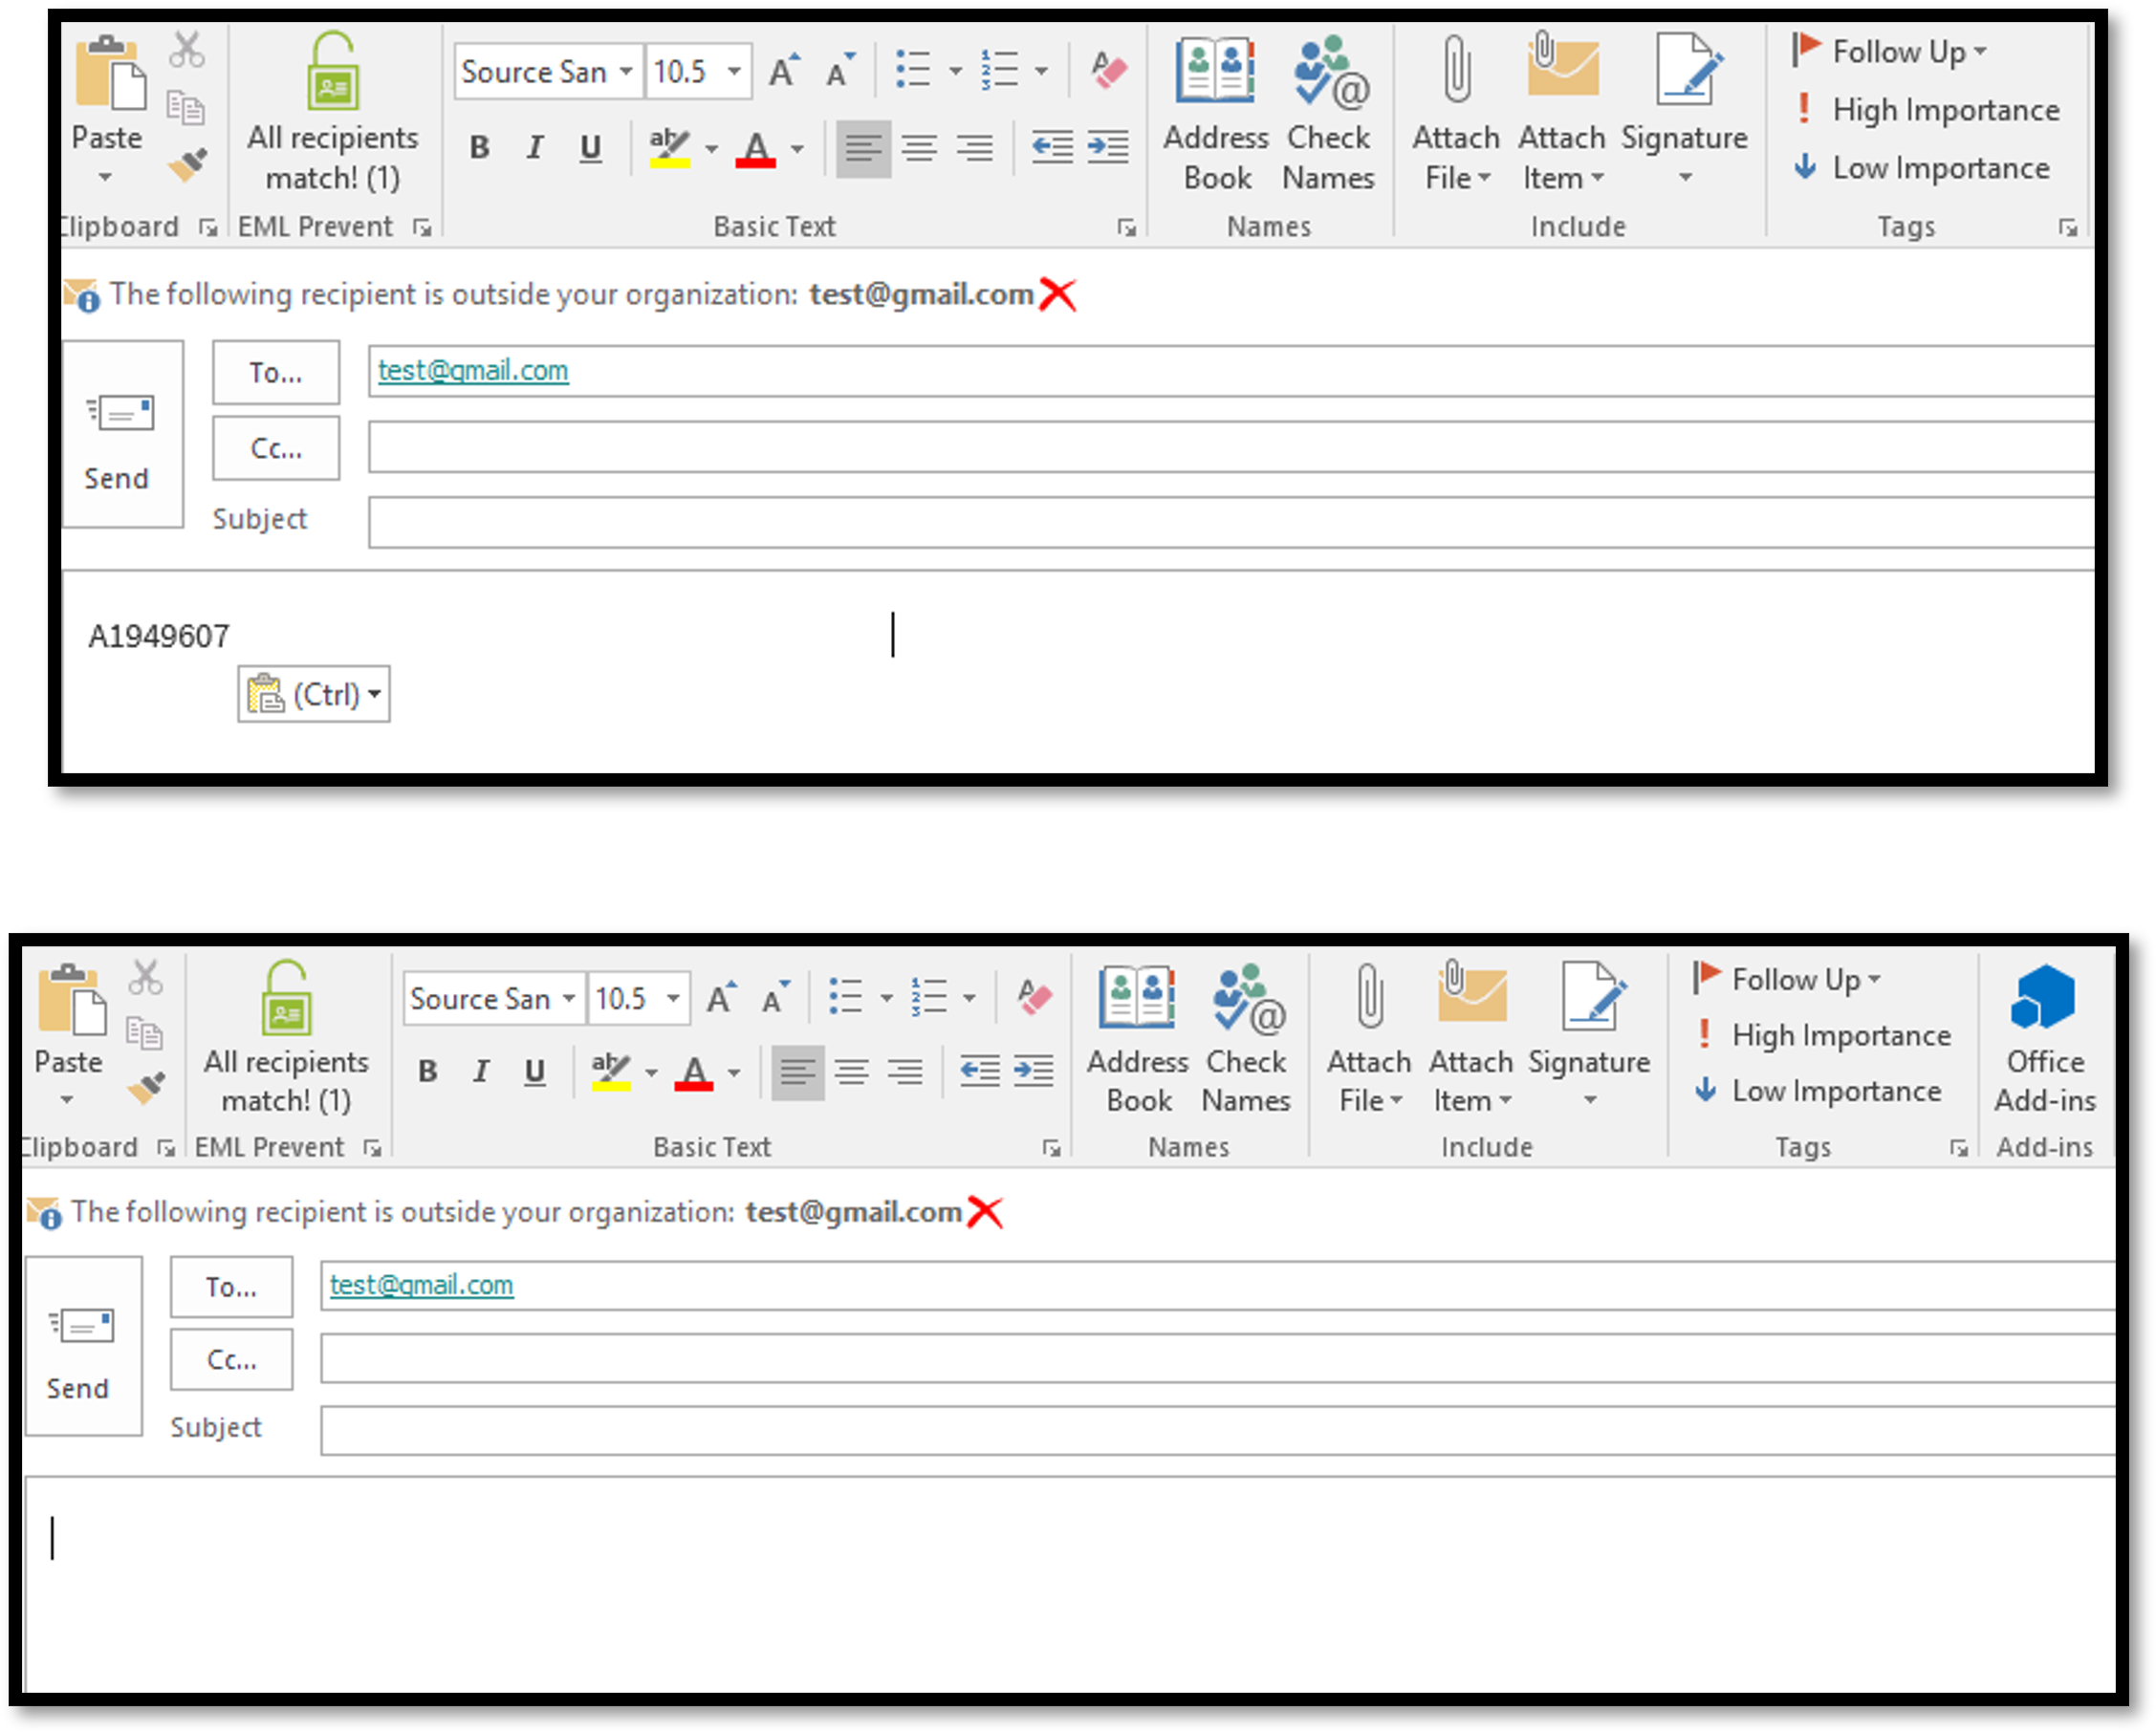 Source San 10.5
Paste
All recipients match! (1)
Address Book
Check Names
Attach File
Attach Item
Signature
Follow Up
High Importance
Low Importance
B I U ab A
Clipboard
EML Prevent
Basic Text
Names
Include
Tags
The following recipient is outside your organization: test@gmail.com
To...
test@gmail.com
Cc...
Send
Subject
A1949607
(Ctrl)
Source San 10.5
Paste
All recipients match! (1)
Address Book
Check Names
Attach File
Attach Item
Signature
Follow Up
High Importance
Low Importance
Office Add-ins
B I U ab A
Clipboard
EML Prevent
Basic Text
Names
Include
Tags
Add-ins
The following recipient is outside your organization: test@gmail.com
To...
test@gmail.com
Cc...
Send
Subject